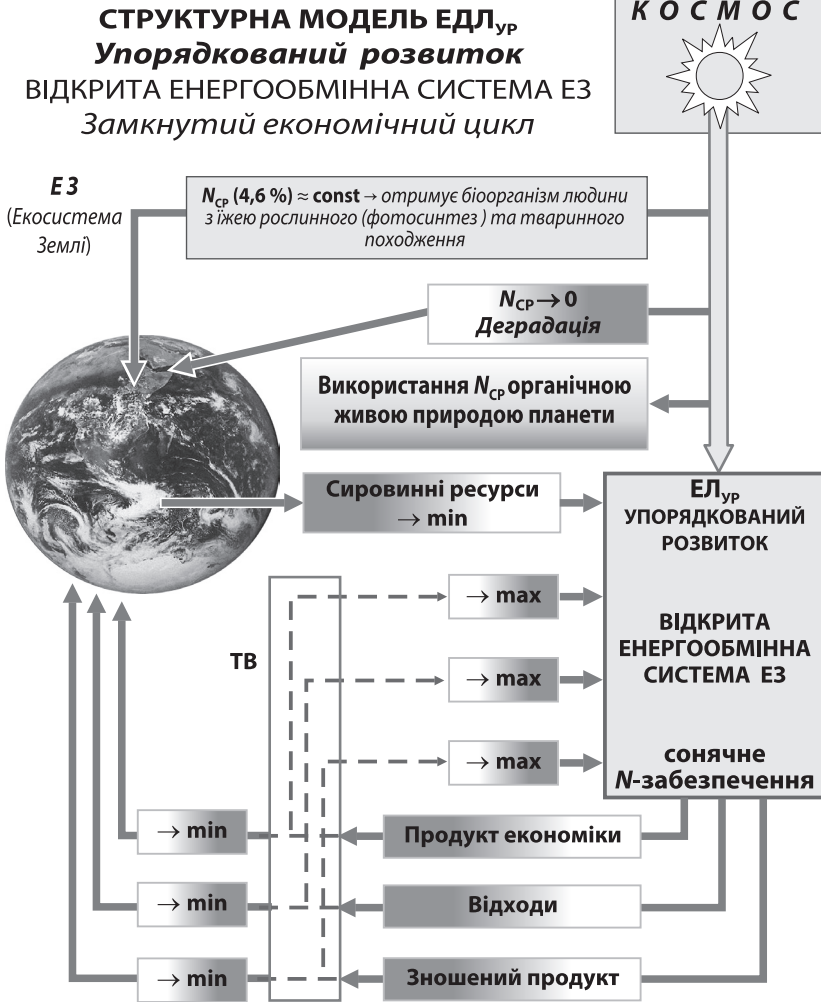 СТРУКТУРНА МОДЕЛЬ ЕДЛУР
Упорядкований розвиток
ВІДКРИТА ЕНЕРГООБМІННА СИСТЕМА ЕЗ
Замкнутий економічний цикл
КОСМОС
ЕЗ
(Екосистема
Землі)
NСР (4,6 %) ≈ const → отримує біоорганізм людини
з їжею рослинного (фотосинтез ) та тваринного
походження
NСР → 0
Деградація
Використання NСР органічною
живою природою планети
Сировинні ресурси
→ min
ЕЛУР
УПОРЯДКОВАНИЙ
РОЗВИТОК
ВІДКРИТА
ЕНЕРГООБМІННА
СИСТЕМА ЕЗ
сонячне
N-забезпечення
ТВ
→ max
→ max
→ max
→ min
Продукт економіки
→ min
Відходи
→ min
Зношений продукт